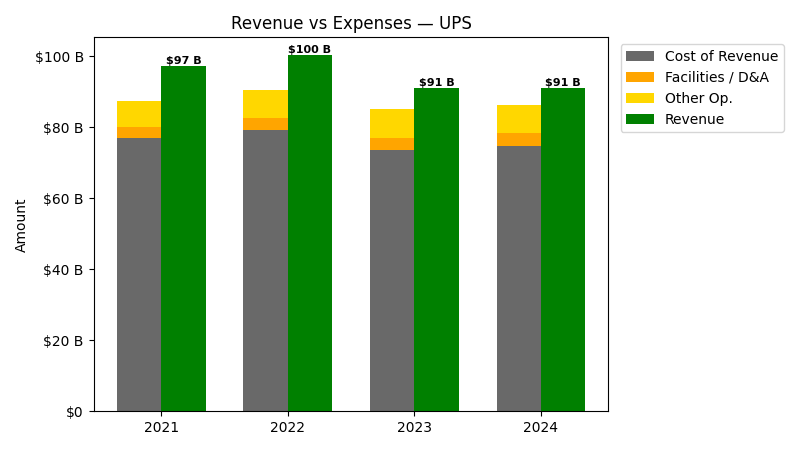 Revenue vs Expenses — UPS
$97 B
$100 B
$91 B
$91 B
$100 B
$80 B
$60 B
$40 B
$20 B
$0
Amount
2021
2022
2023
2024
Cost of Revenue
Facilities / D&A
Other Op.
Revenue